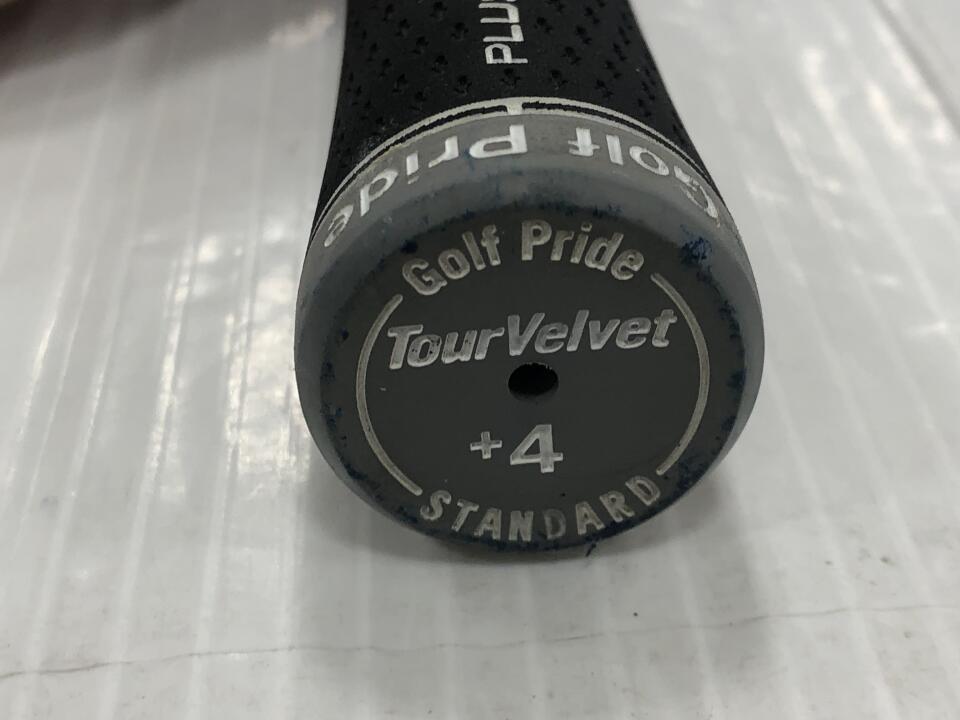 PLUS
Golf Pride
Golf Pride
TourVelvet
+4
STANDARD